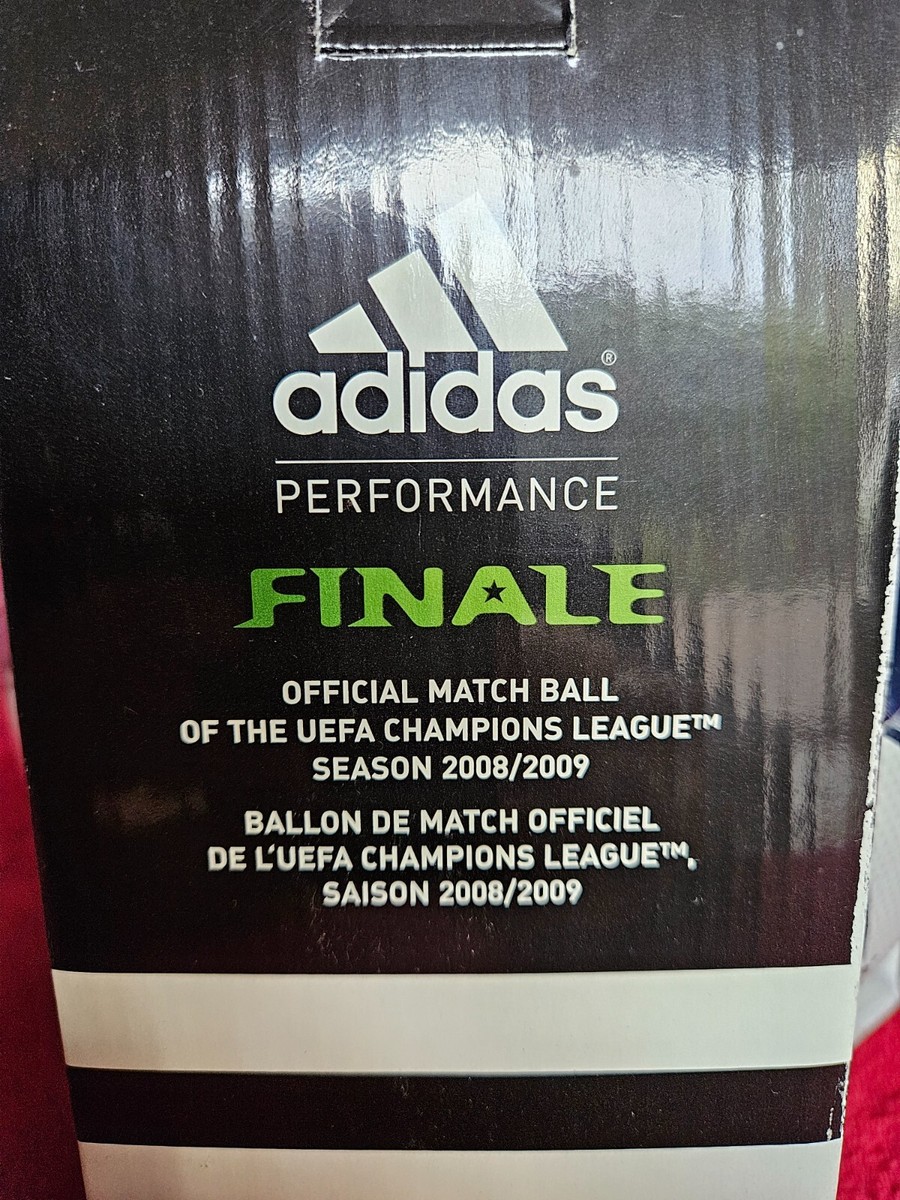 adidas®
PERFORMANCE
FINALE
OFFICIAL MATCH BALL
OF THE UEFA CHAMPIONS LEAGUE™
SEASON 2008/2009
BALLON DE MATCH OFFICIEL
DE L'UEFA CHAMPIONS LEAGUE™,
SAISON 2008/2009